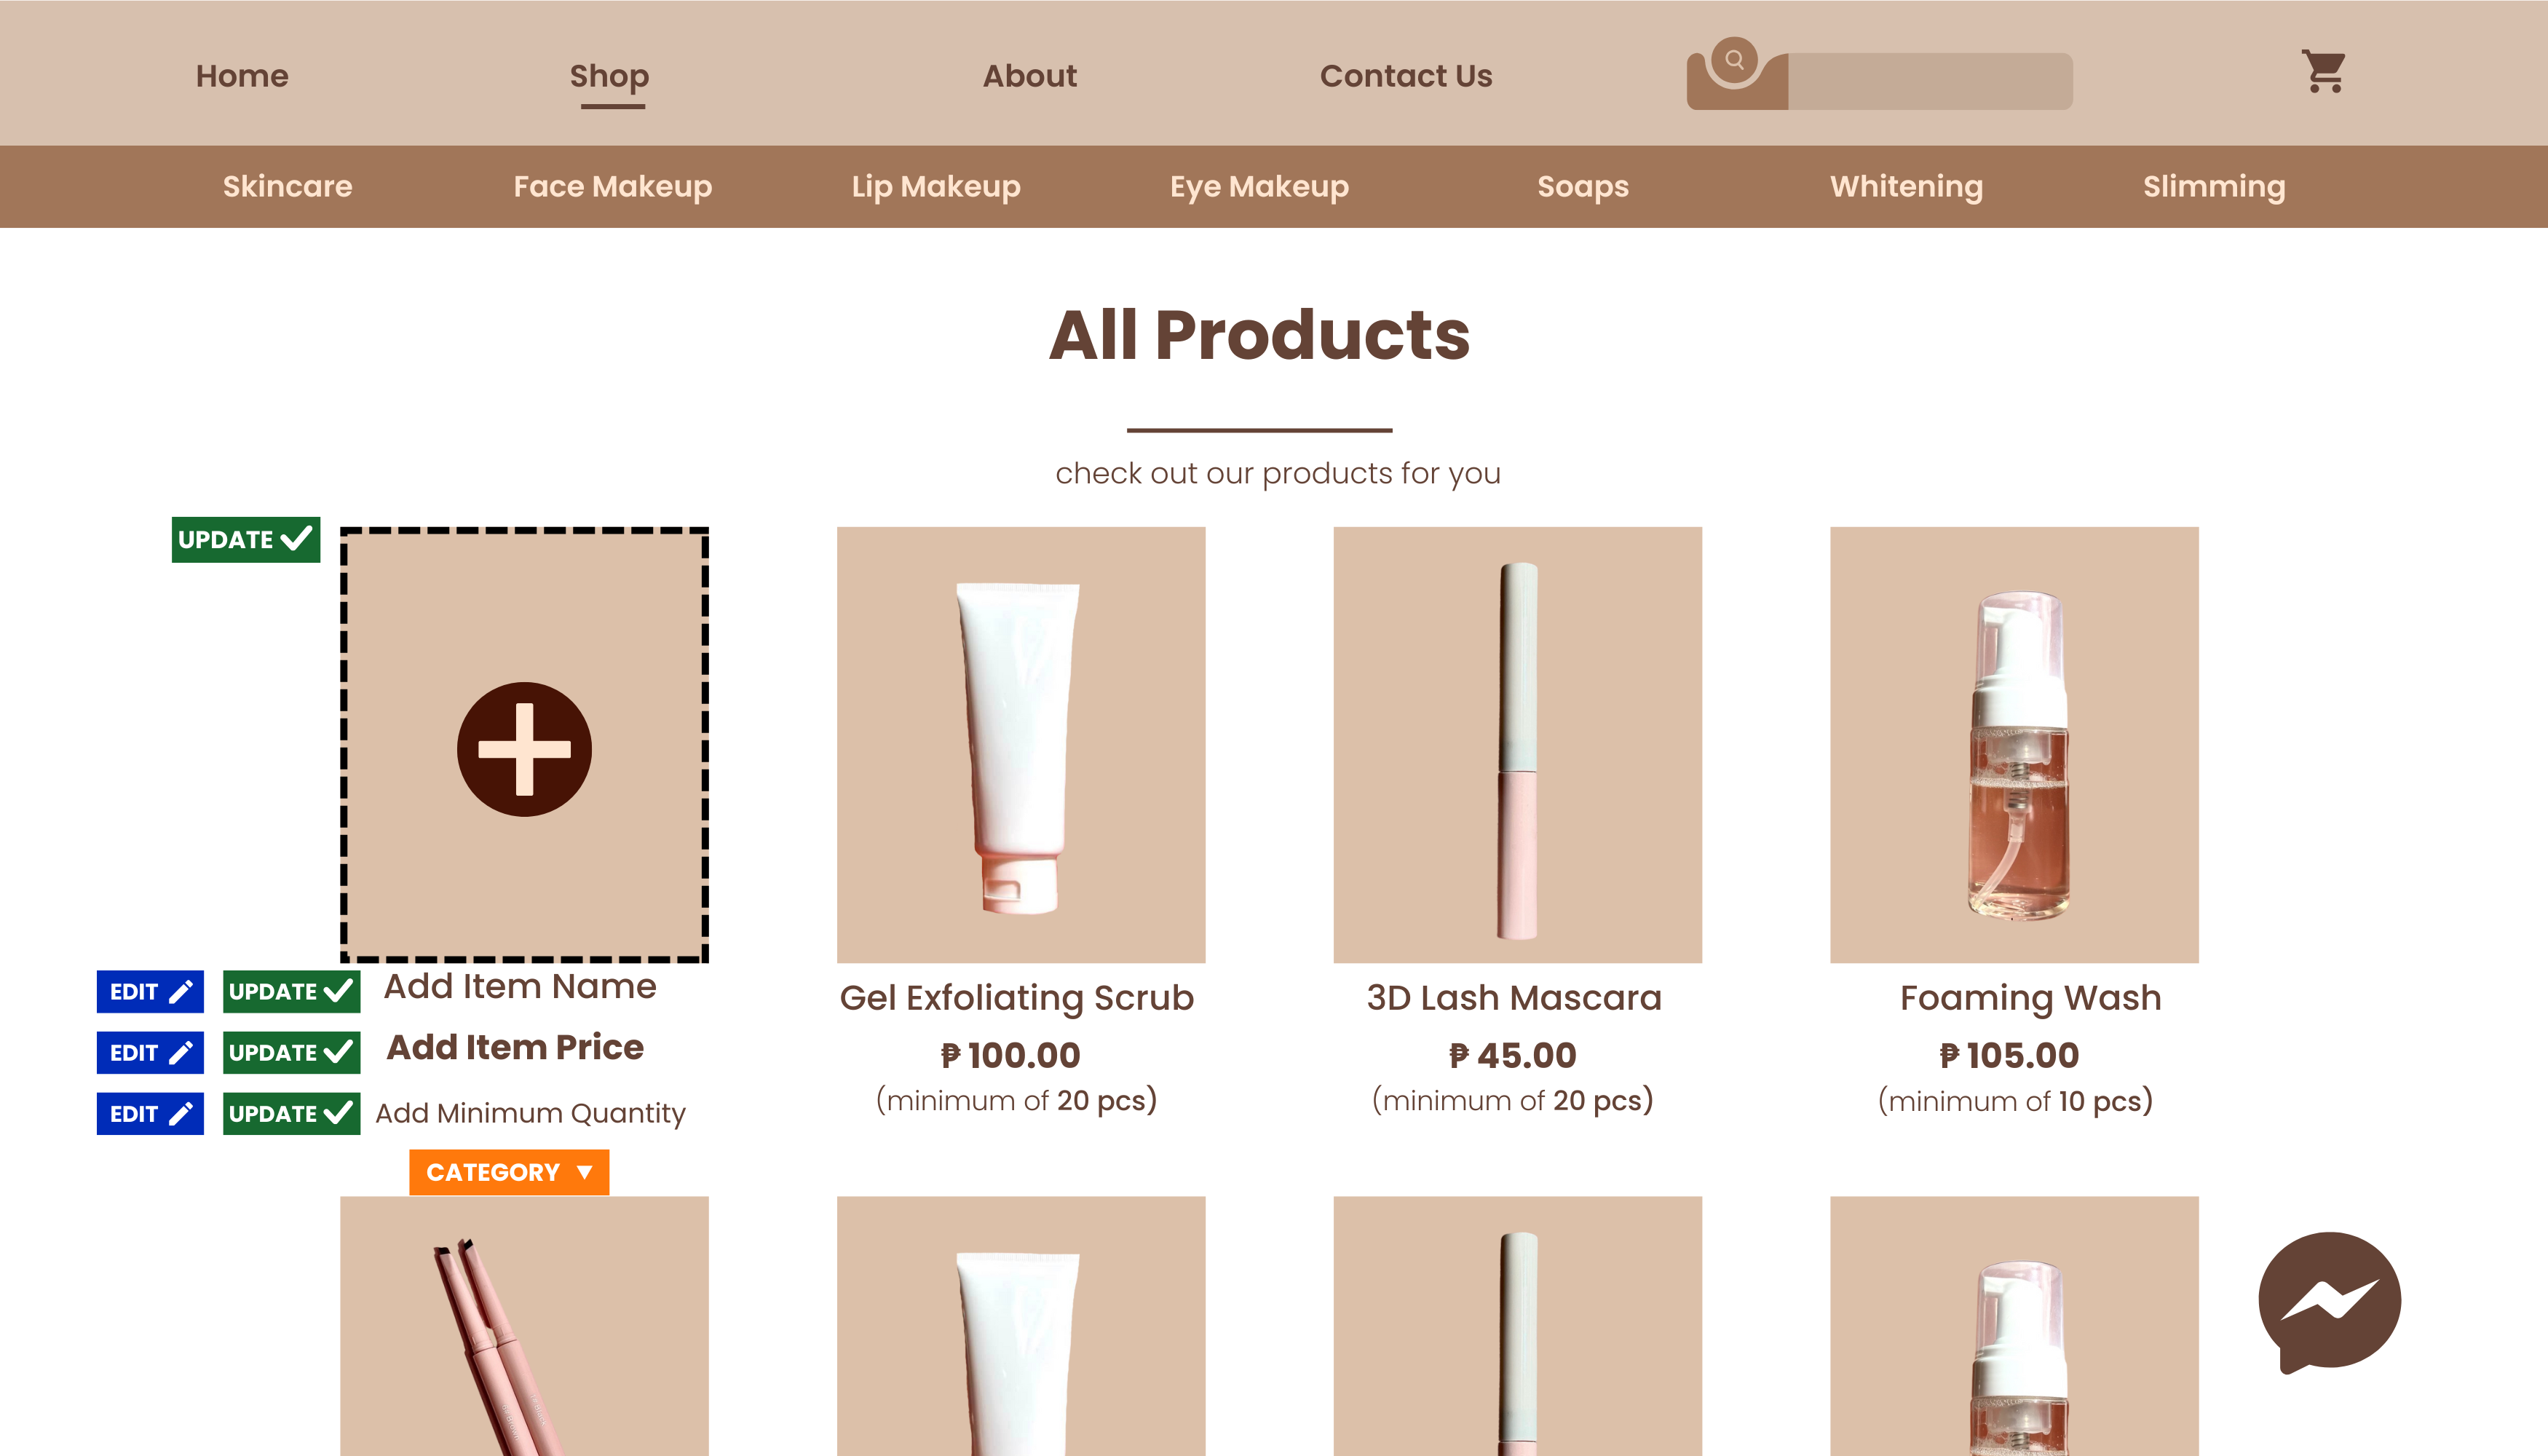 Home Shop About Contact Us
Skincare Face Makeup Lip Makeup Eye Makeup Soaps Whitening Slimming
All Products
check out our products for you
UPDATE
EDIT UPDATE Add Item Name
EDIT UPDATE Add Item Price
EDIT UPDATE Add Minimum Quantity
CATEGORY
Gel Exfoliating Scrub
₱ 100.00
(minimum of 20 pcs)
3D Lash Mascara
₱ 45.00
(minimum of 20 pcs)
Foaming Wash
₱ 105.00
(minimum of 10 pcs)